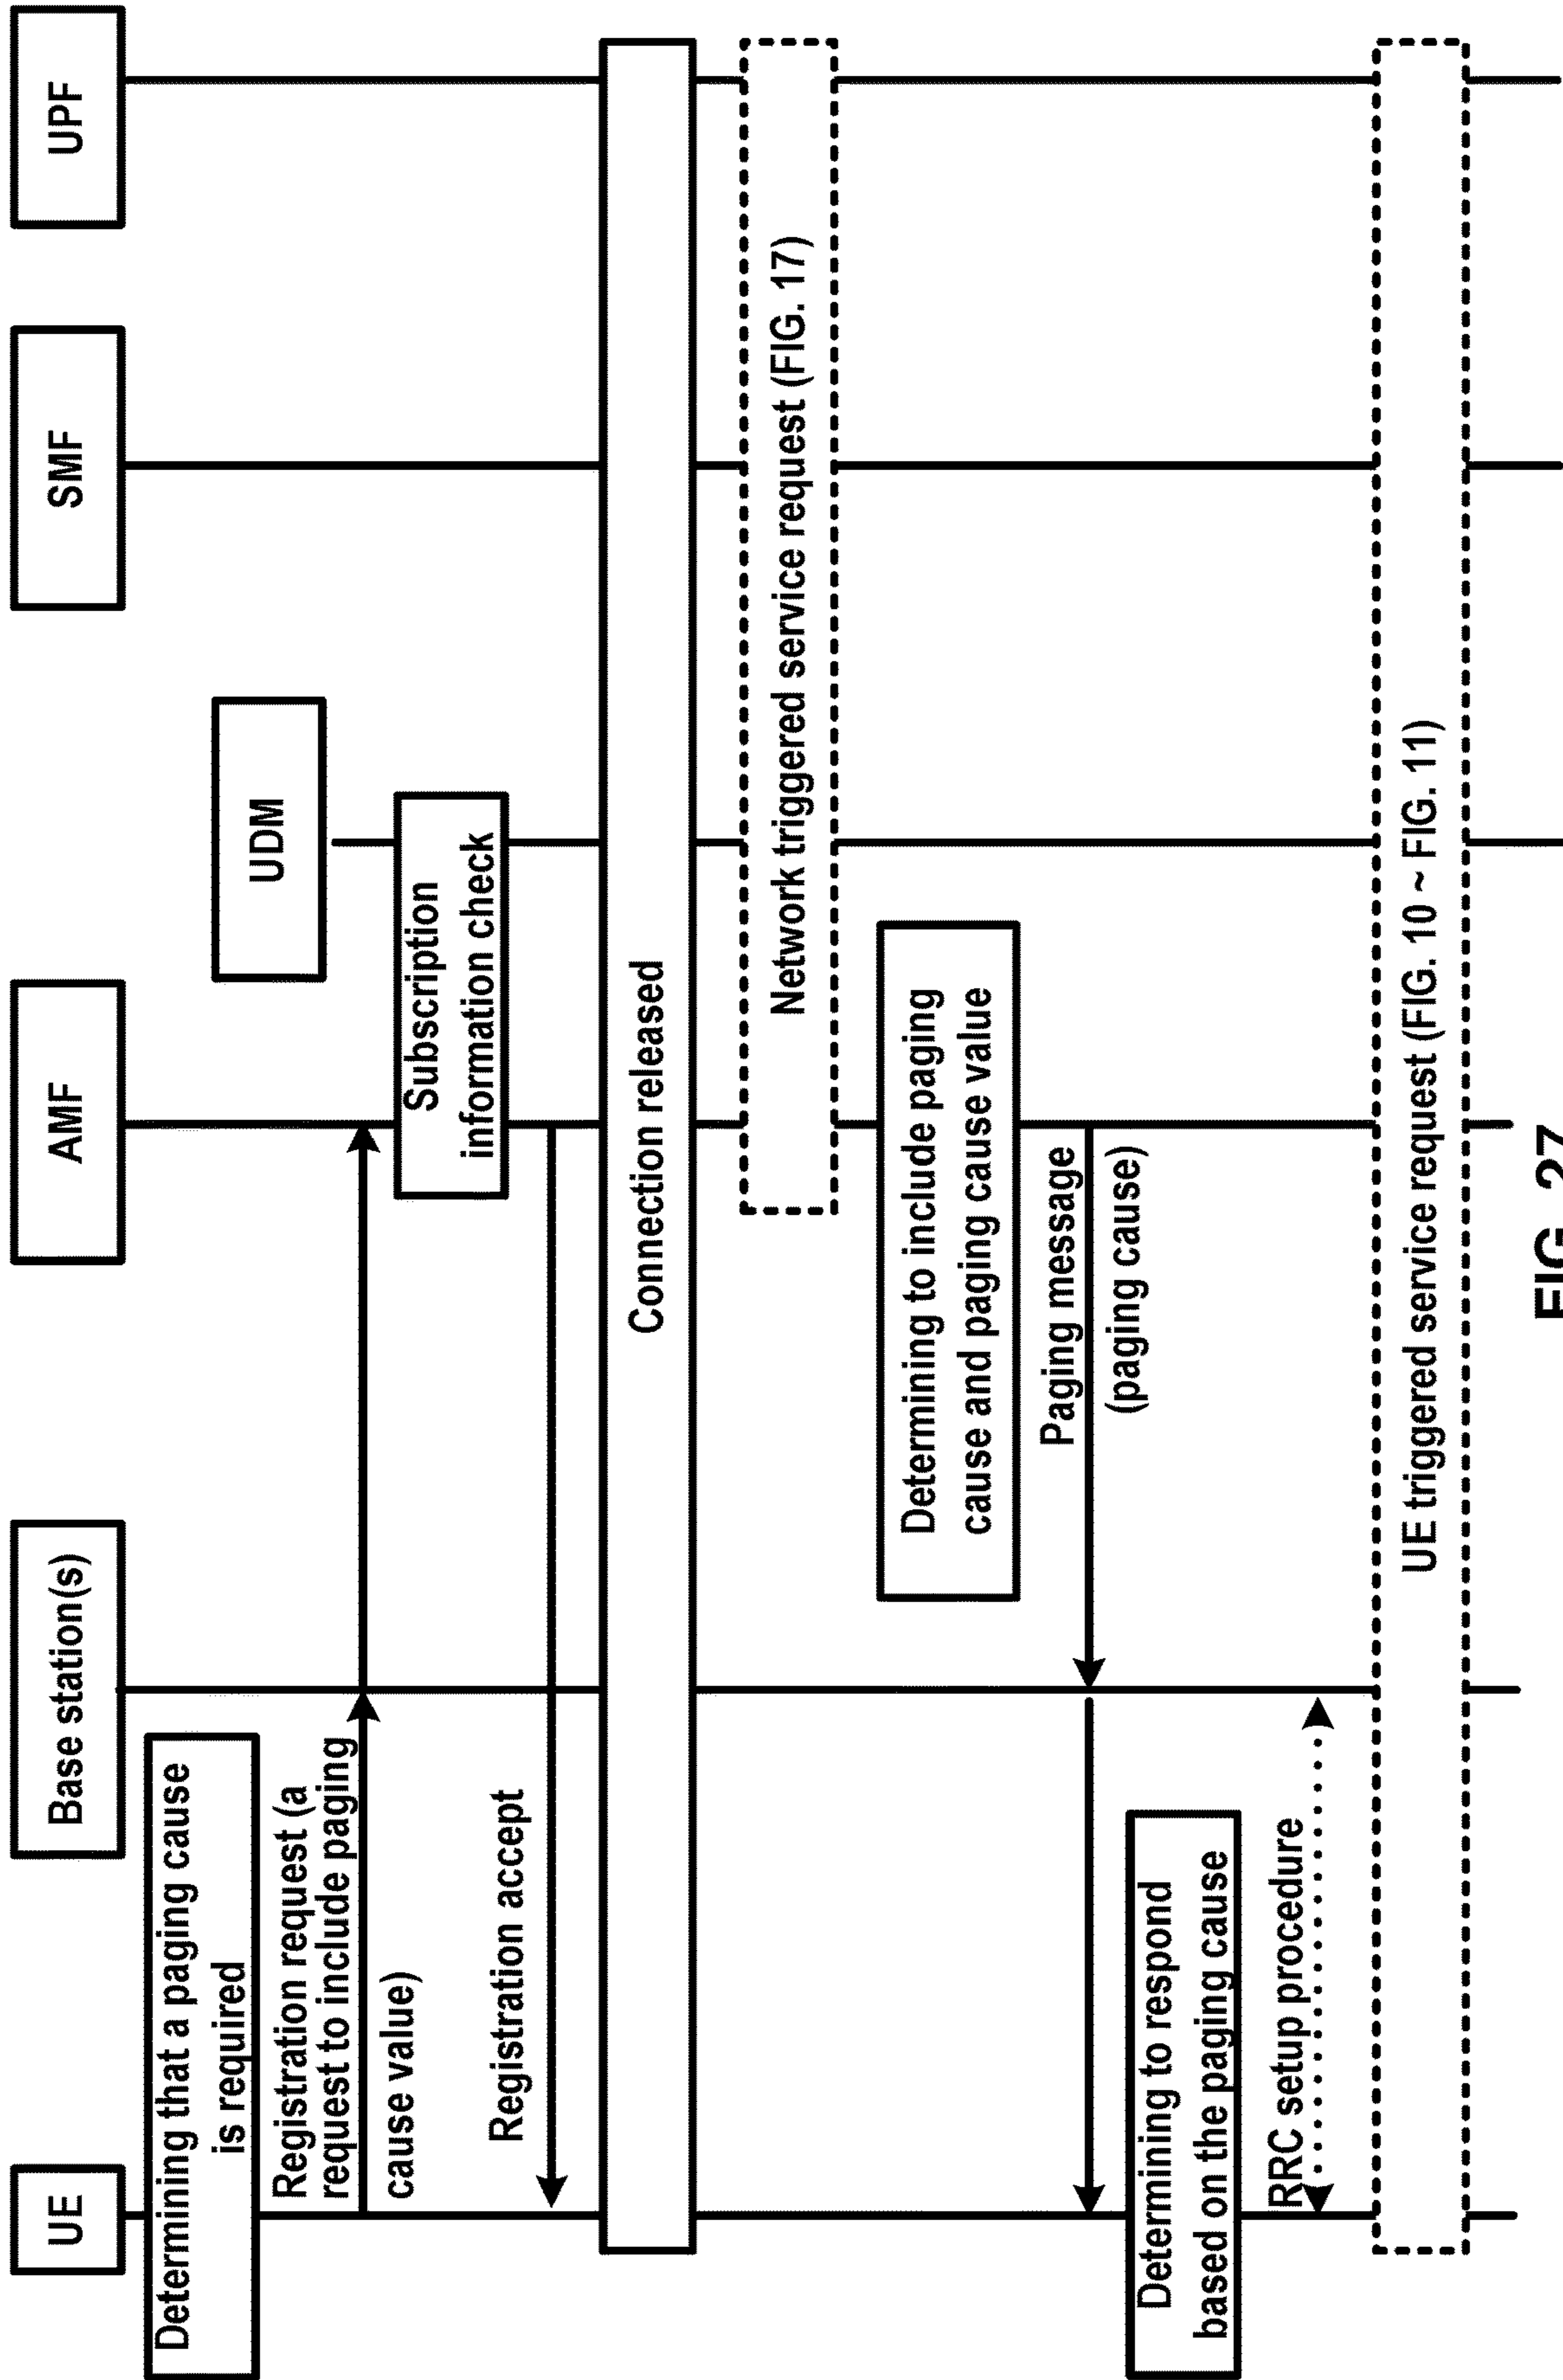 UE
Base station(s)
AMF
SMF
UPF
Determining that a paging cause
is required
UDM
Registration request (a
request to include paging
cause value)
Subscription
information check
Registration accept
Connection released
Network triggered service request (FIG. 17)
Determining to include paging
cause and paging cause value
Paging message
(paging cause)
Determining to respond
based on the paging cause
RRC setup procedure
UE triggered service request (FIG. 10 ~ FIG. 11)
FIG. 27